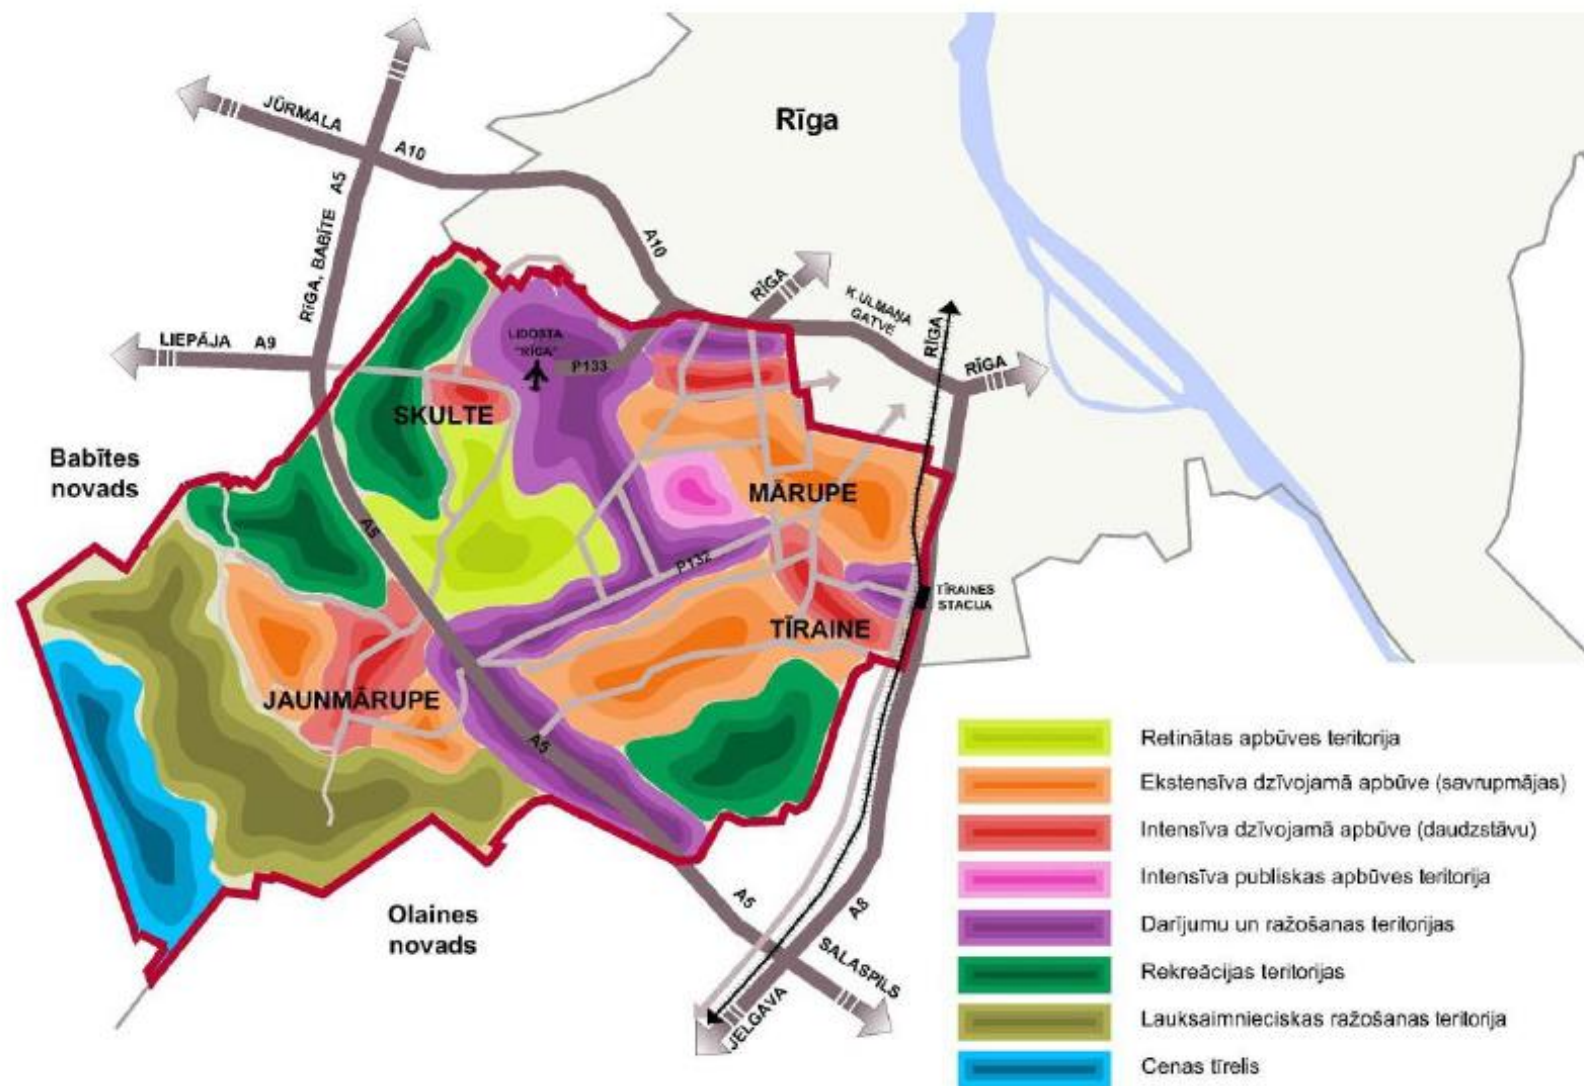 Rīga
JŪRMALA
A10
RĪGA, BABĪTE A5
A10
RĪGA
K.ULMAŅA
GATVE
RĪGA
RĪGA
LIEPĀJA A9
LIDOSTA
"RĪGA"
P133
SKULTE
Babītes
novads
MĀRUPE
A5
P132
TĪRAINES
STACIJA
TĪRAINE
JAUNMĀRUPE
A5
Olaines
novads
A5
A8
SALASPILS
JELGAVA
Retinātas apbūves teritorija
Ekstensīva dzīvojamā apbūve (savrupmājas)
Intensīva dzīvojamā apbūve (daudzstāvu)
Intensīva publiskas apbūves teritorija
Darījumu un ražošanas teritorijas
Rekreācijas teritorijas
Lauksaimnieciskas ražošanas teritorija
Cenas tīrelis